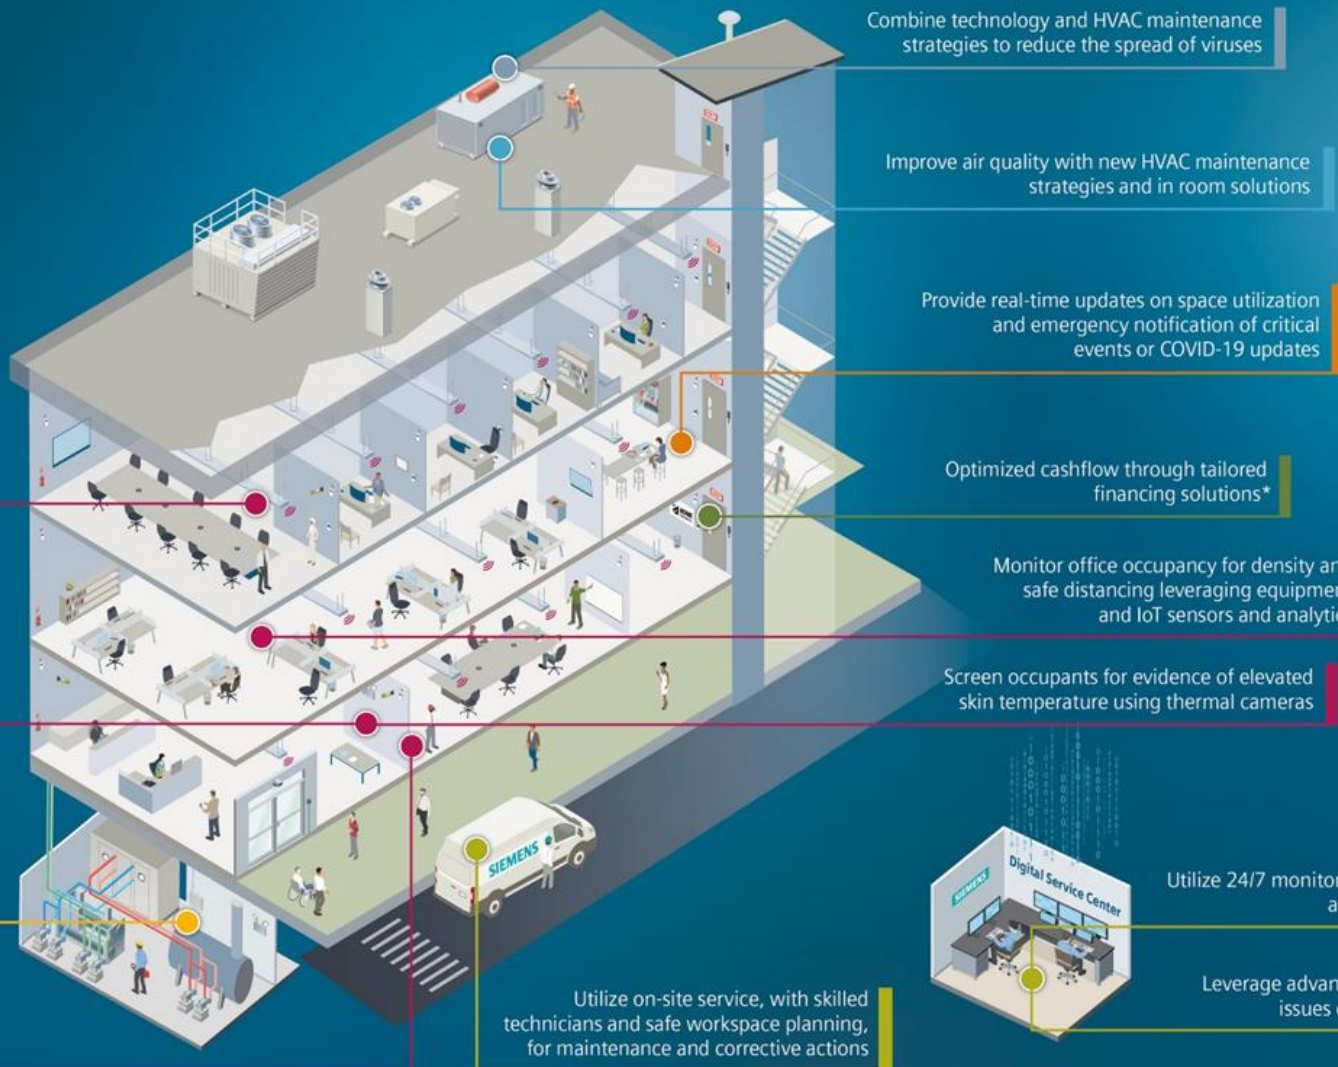 Combine technology and HVAC maintenance
strategies to reduce the spread of viruses
Improve air quality with new HVAC maintenance
strategies and in room solutions
Provide real-time updates on space utilization
and emergency notification of critical
events or COVID-19 updates
Optimized cashflow through tailored
financing solutions*
Monitor office occupancy for density an
safe distancing leveraging equipmen
and IoT sensors and analytic
Screen occupants for evidence of elevated
skin temperature using thermal cameras
SIEMENS
SIEMENS
Digital Service Center
Utilize 24/7 monitor
a
Leverage advan
issues
Utilize on-site service, with skilled
technicians and safe workspace planning,
for maintenance and corrective actions